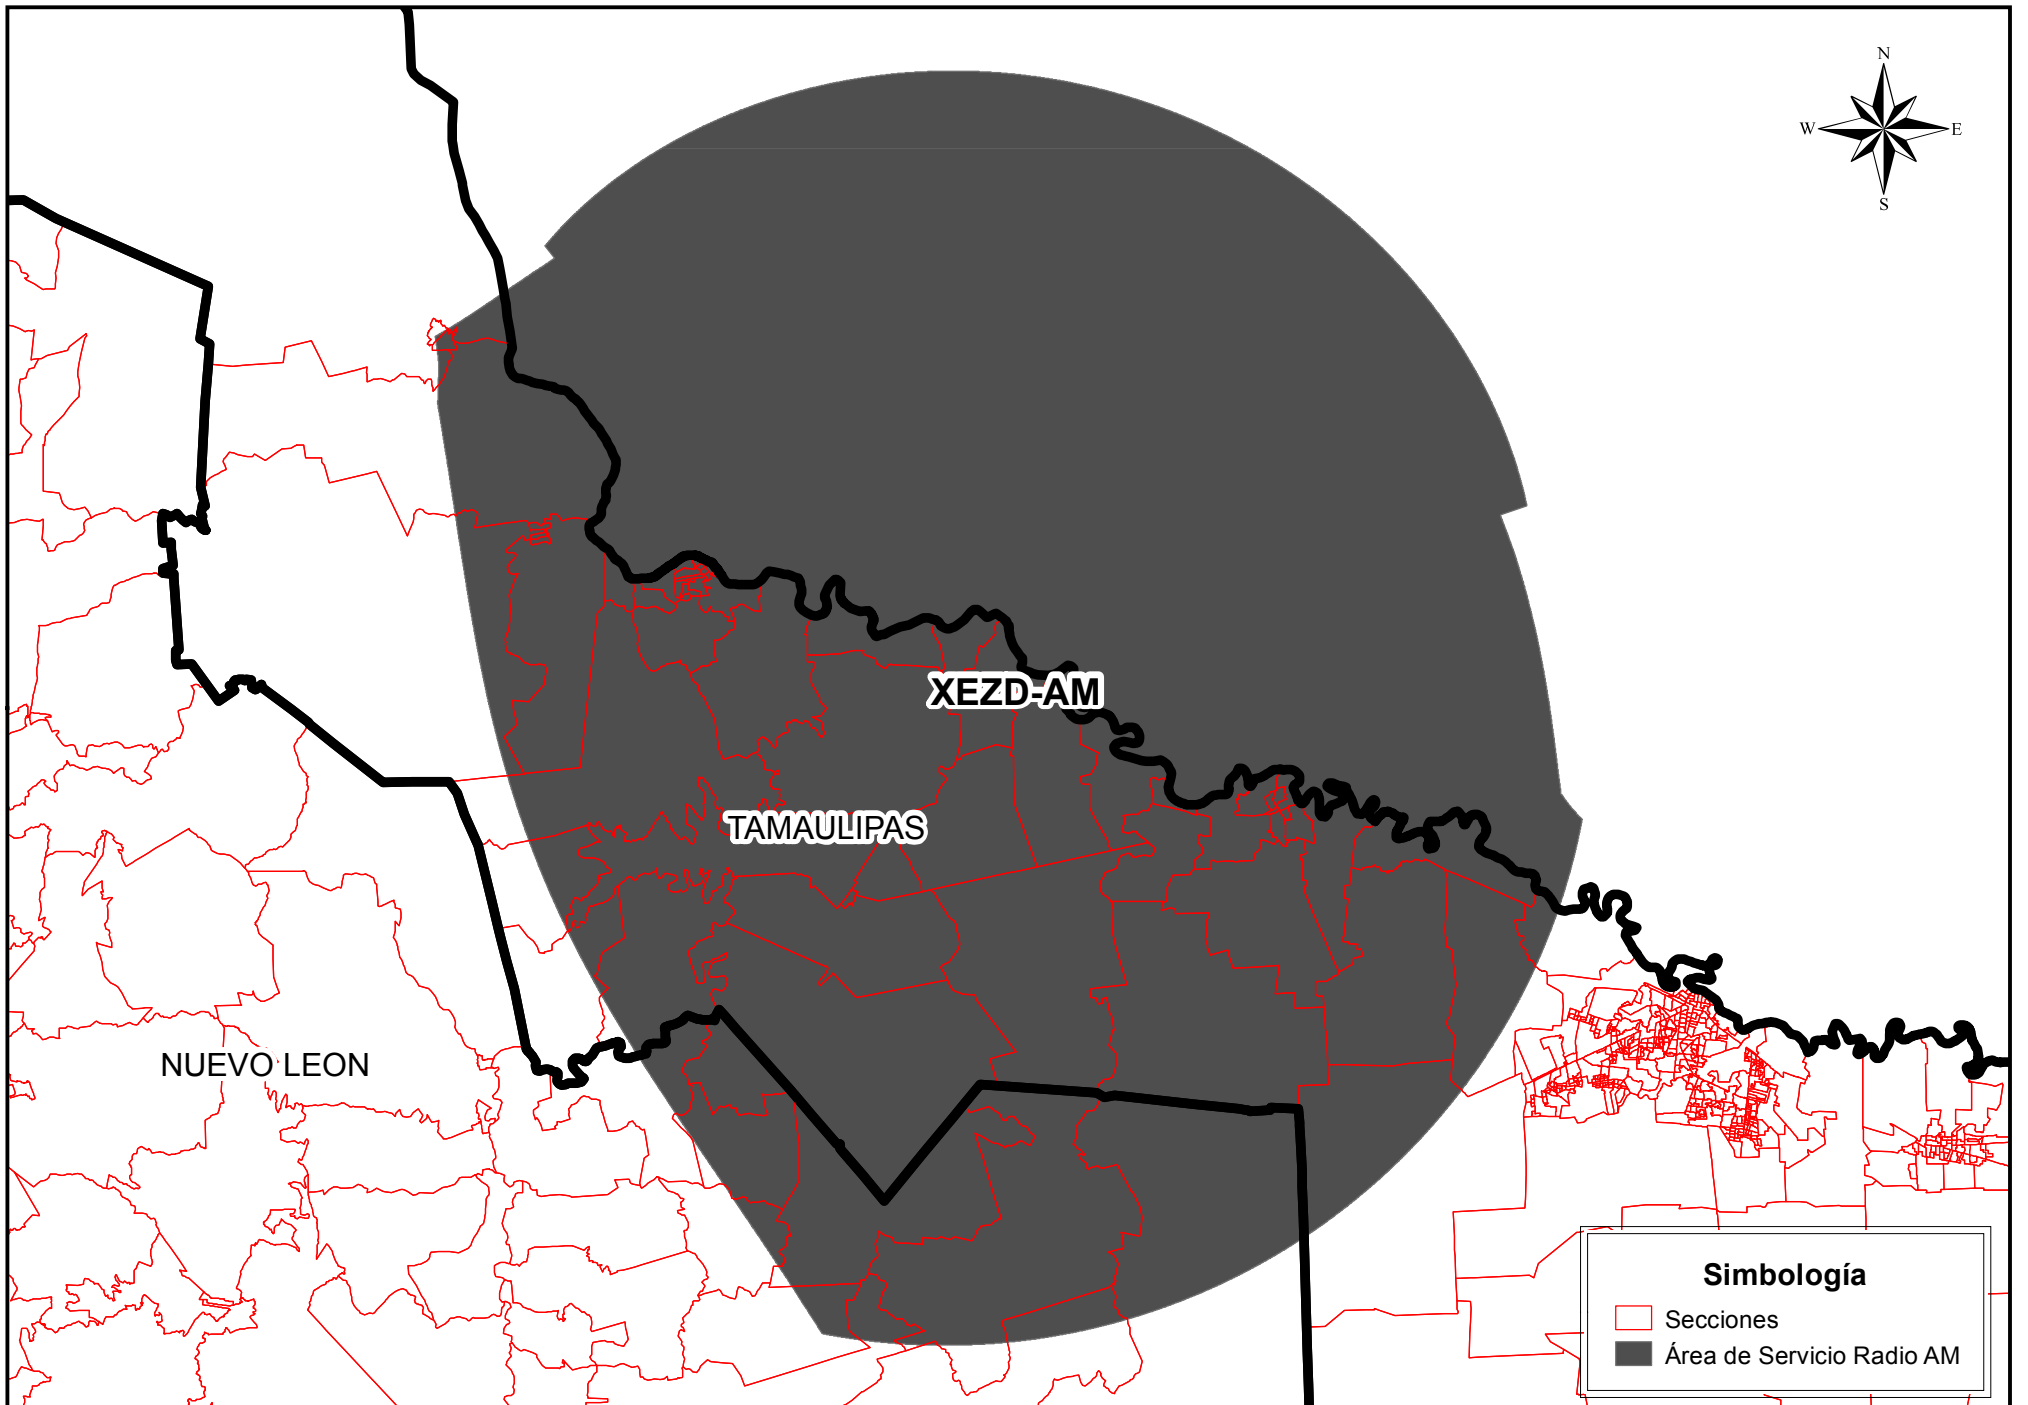 N
W E
S
XEZD-AM
TAMAULIPAS
NUEVO LEON
Simbología
Secciones
Área de Servicio Radio AM